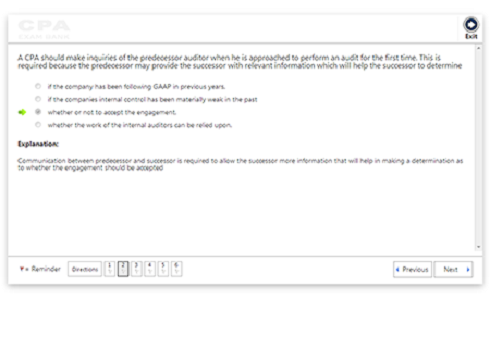 CPA
EXAM
Exit
A CPA should make inquiries of the predecessor auditor when he is approached to perform an audit for the first time. This is
required because the predecessor may provide the successor with relevant information which will help the successor to determine
if the company has been following GAAP in previous years.
if the companies internal control has been materially weak in the past
whether or not to accept the engagement.
whether the work of the internal auditors can be relied upon.
Explanation:
Communication between predecessor and successor is required to allow the successor more information that will help in making a determination as
to whether the engagement should be accepted
= Reminder Directions 1 2 3 4 5 6 Previous Next